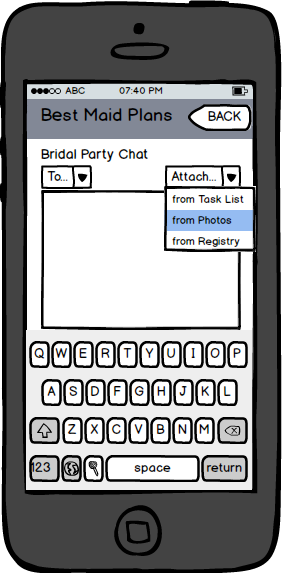 ABC 07:40 PM
Best Maid Plans BACK
Bridal Party Chat
To... Attach...
from Task List
from Photos
from Registry
Q W E R T Y U I O P
A S D F G H J K L
Z X C V B N M
123 space return